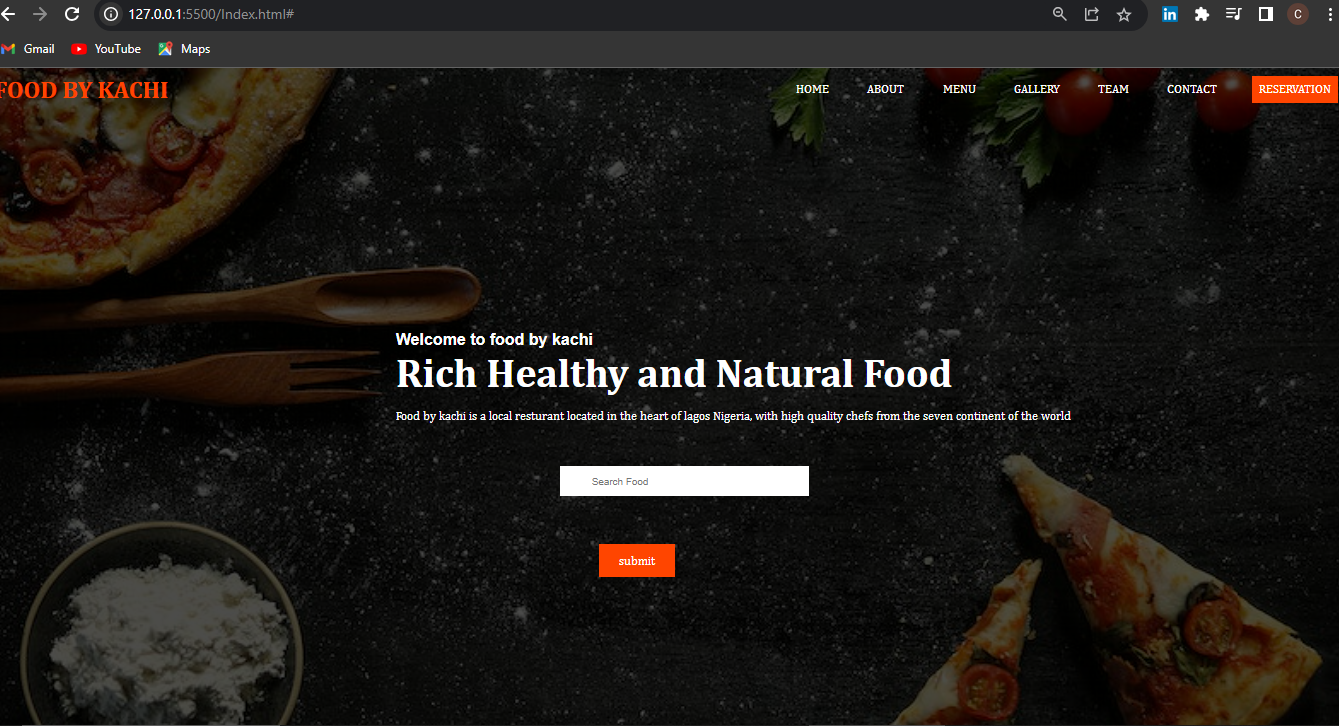 127.0.0.1:5500/Index.html#
in
C
Gmail YouTube Maps
FOOD BY KACHI HOME ABOUT MENU GALLERY TEAM CONTACT RESERVATION
Welcome to food by kachi
Rich Healthy and Natural Food
Food by kachi is a local resturant located in the heart of lagos Nigeria, with high quality chefs from the seven continent of the world
Search Food
submit